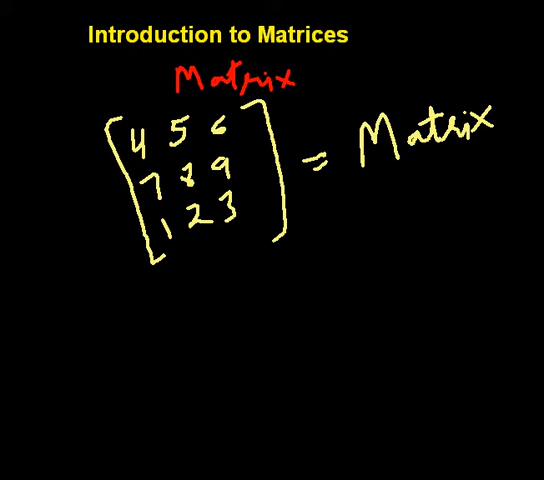 Introduction to Matrices
Matrix
4 5 6
7 8 9 = Matrix
1 2 3